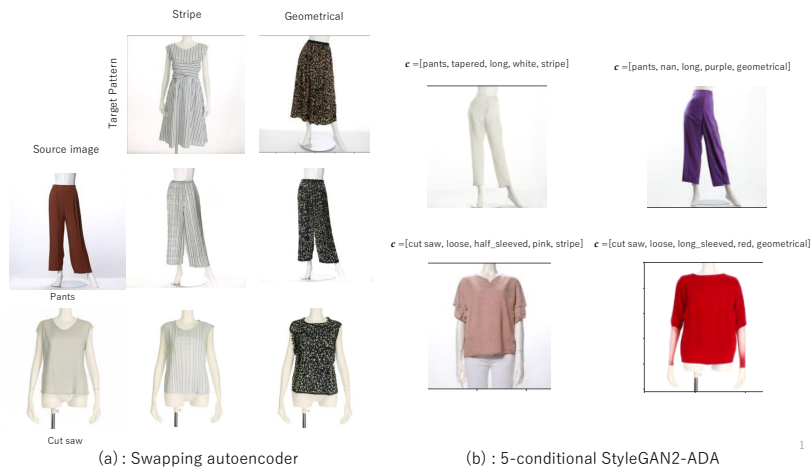 Stripe
Geometrical
Target Pattern
Source image
Pants
Cut saw
(a) : Swapping autoencoder
c =[pants, tapered, long, white, stripe]
c =[pants, nan, long, purple, geometrical]
c =[cut saw, loose, half_sleeved, pink, stripe]
c =[cut saw, loose, long_sleeved, red, geometrical]
(b) : 5-conditional StyleGAN2-ADA
1